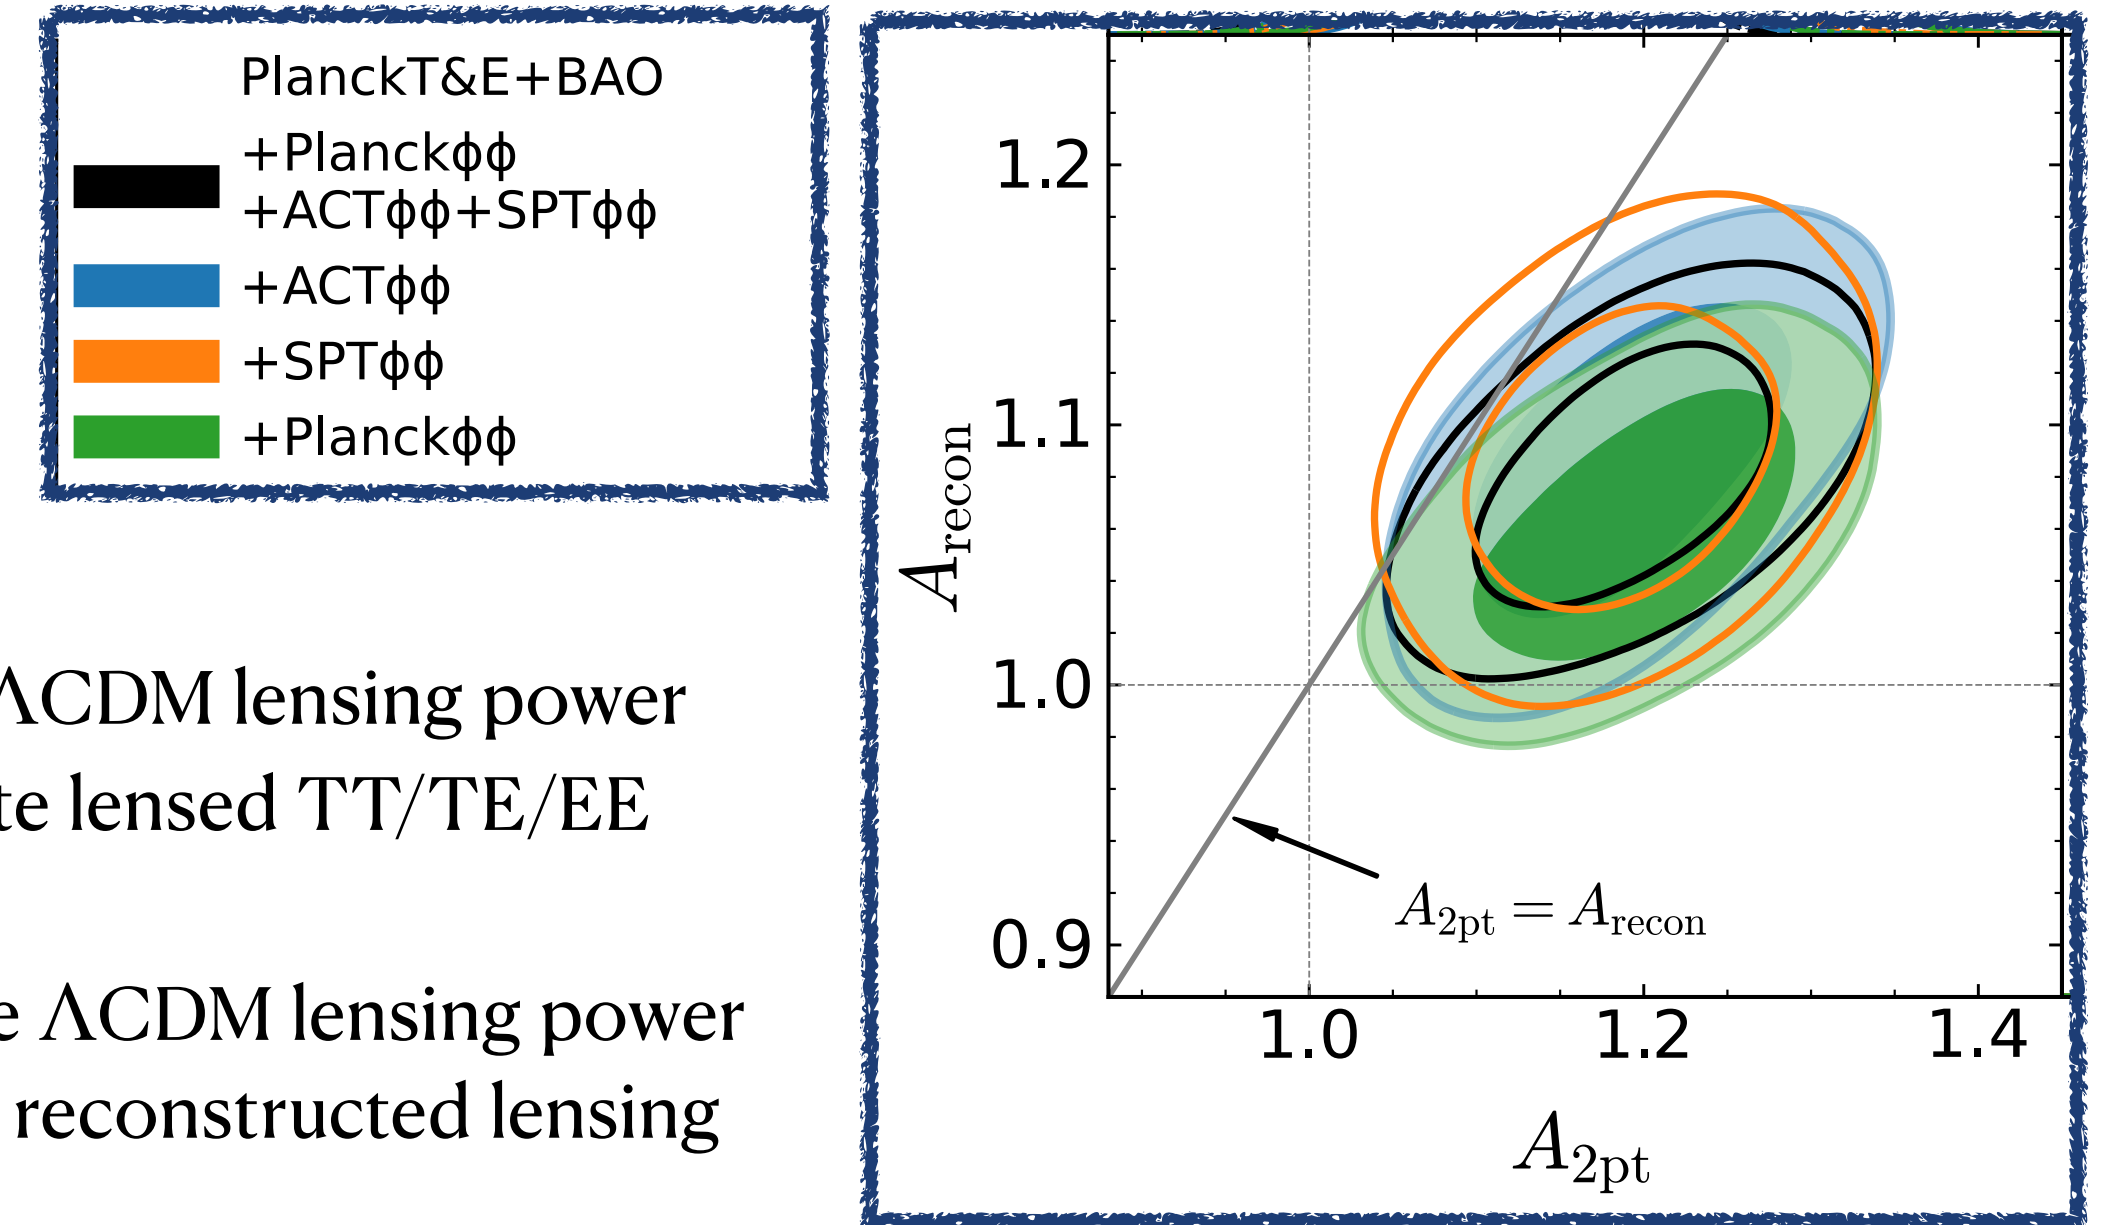 PlanckT&E+BAO
+Planckϕϕ
+ACTϕϕ+SPTϕϕ
+ACTϕϕ
+SPTϕϕ
+Planckϕϕ
ΛCDM lensing power
lensed TT/TE/EE
ΛCDM lensing power
reconstructed lensing
1.2
1.1
1.0
0.9
A_recon
A_2pt = A_recon
1.0 1.2 1.4
A_2pt